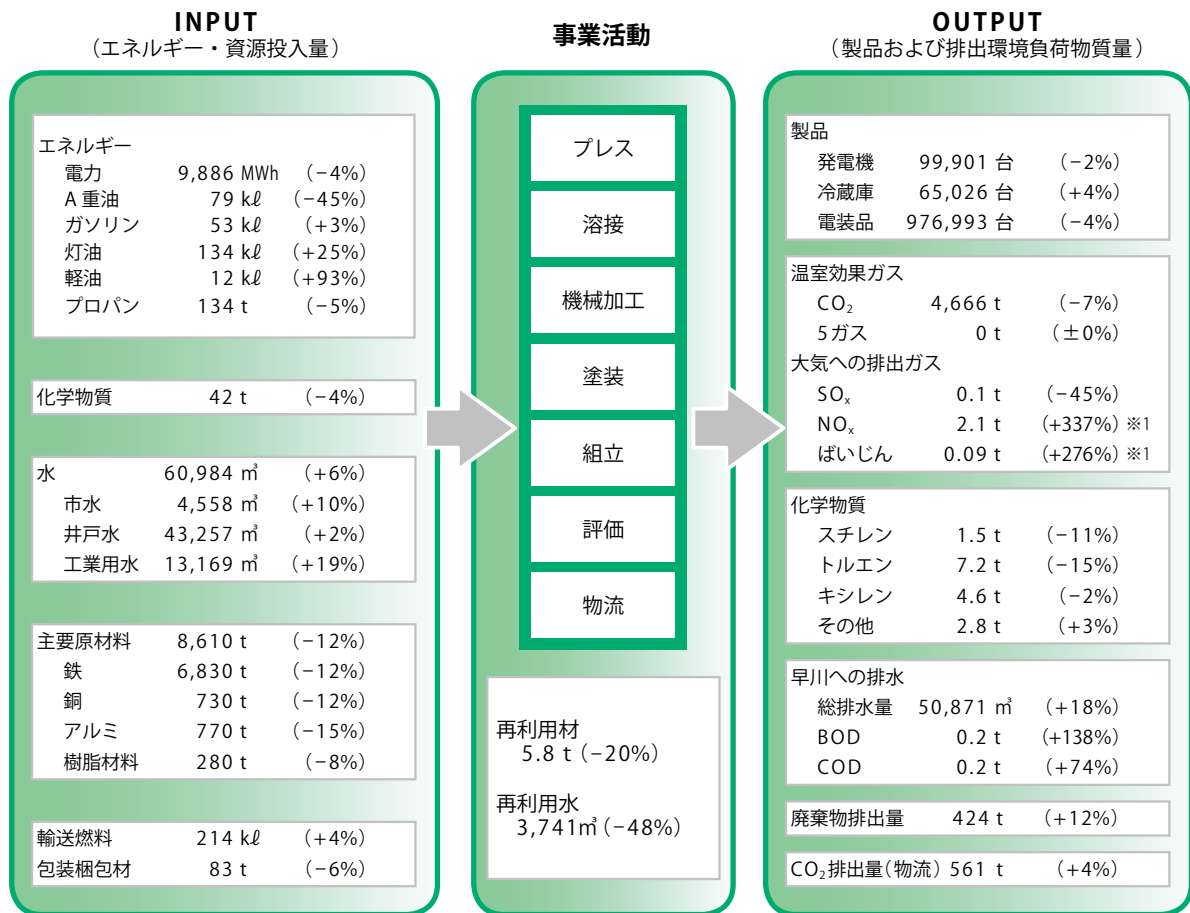 INPUT
(エネルギー・資源投入量)
エネルギー
電力 9,886 MWh (−4%)
A 重油 79 kℓ (−45%)
ガソリン 53 kℓ (+3%)
灯油 134 kℓ (+25%)
軽油 12 kℓ (+93%)
プロパン 134 t (−5%)
化学物質 42 t (−4%)
水 60,984 ㎥ (+6%)
市水 4,558 ㎥ (+10%)
井戸水 43,257 ㎥ (+2%)
工業用水 13,169 ㎥ (+19%)
主要原材料 8,610 t (−12%)
鉄 6,830 t (−12%)
銅 730 t (−12%)
アルミ 770 t (−15%)
樹脂材料 280 t (−8%)
輸送燃料 214 kℓ (+4%)
包装梱包材 83 t (−6%)
事業活動
プレス
溶接
機械加工
塗装
組立
評価
物流
再利用材
5.8 t (−20%)
再利用水
3,741㎥ (−48%)
OUTPUT
(製品および排出環境負荷物質量)
製品
発電機 99,901 台 (−2%)
冷蔵庫 65,026 台 (+4%)
電装品 976,993 台 (−4%)
温室効果ガス
CO₂ 4,666 t (−7%)
5ガス 0 t (±0%)
大気への排出ガス
SOₓ 0.1 t (−45%)
NOₓ 2.1 t (+337%) ※1
ばいじん 0.09 t (+276%) ※1
化学物質
スチレン 1.5 t (−11%)
トルエン 7.2 t (−15%)
キシレン 4.6 t (−2%)
その他 2.8 t (+3%)
早川への排水
総排水量 50,871 ㎥ (+18%)
BOD 0.2 t (+138%)
COD 0.2 t (+74%)
廃棄物排出量 424 t (+12%)
CO₂排出量(物流) 561 t (+4%)